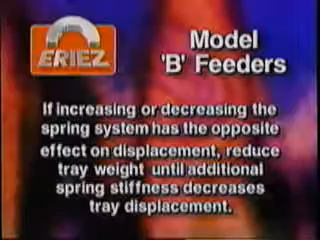 ERIEZ
Model
'B' Feeders
If increasing or decreasing the
spring system has the opposite
effect on displacement, reduce
tray weight until additional
spring stiffness decreases
tray displacement.